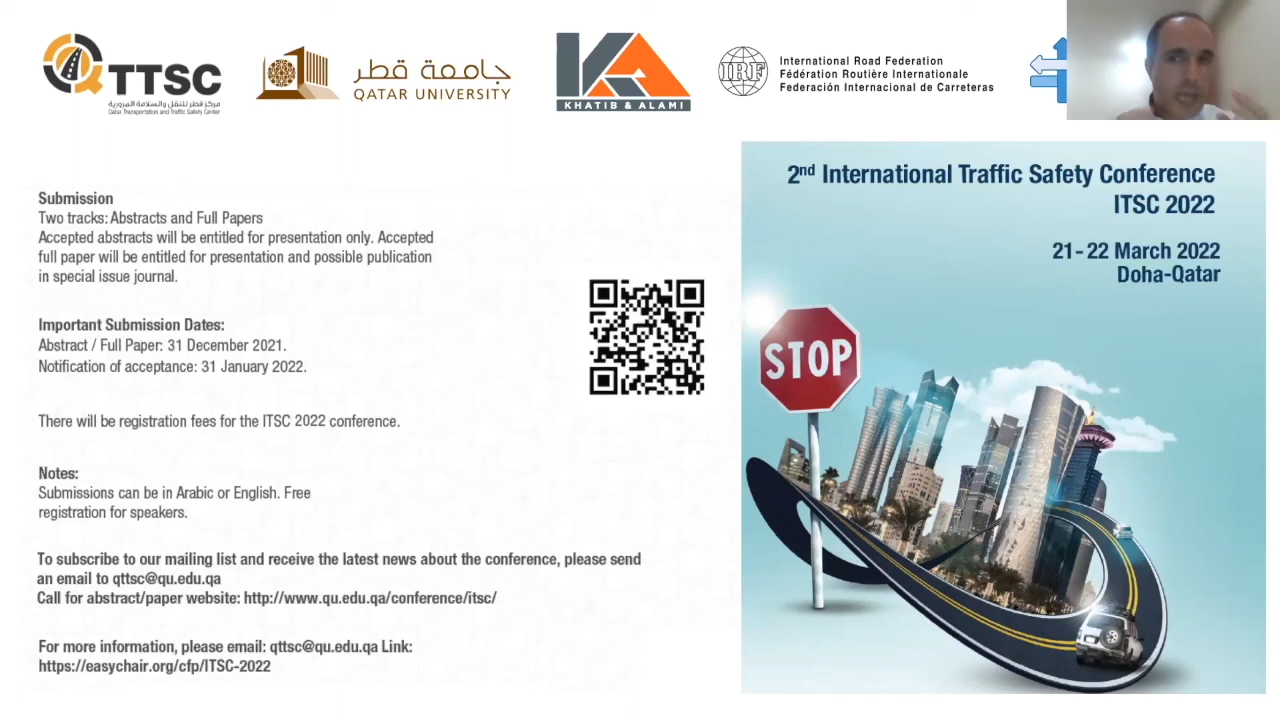 QTTSC
مركز قطر للنقل والسلامة المرورية
Qatar Transportation and Traffic Safety Center
جامعة قطر
QATAR UNIVERSITY
KA
KHATIB & ALAMI
IRF
International Road Federation
Fédération Routière Internationale
Federación Internacional de Carreteras
Submission
Two tracks: Abstracts and Full Papers
Accepted abstracts will be entitled for presentation only. Accepted
full paper will be entitled for presentation and possible publication
in special issue journal.
Important Submission Dates:
Abstract / Full Paper: 31 December 2021.
Notification of acceptance: 31 January 2022.
There will be registration fees for the ITSC 2022 conference.
Notes:
Submissions can be in Arabic or English. Free
registration for speakers.
To subscribe to our mailing list and receive the latest news about the conference, please send
an email to qttsc@qu.edu.qa
Call for abstract/paper website: http://www.qu.edu.qa/conference/itsc/
For more information, please email: qttsc@qu.edu.qa Link:
https://easychair.org/cfp/ITSC-2022
2nd International Traffic Safety Conference
ITSC 2022
21-22 March 2022
Doha-Qatar
STOP